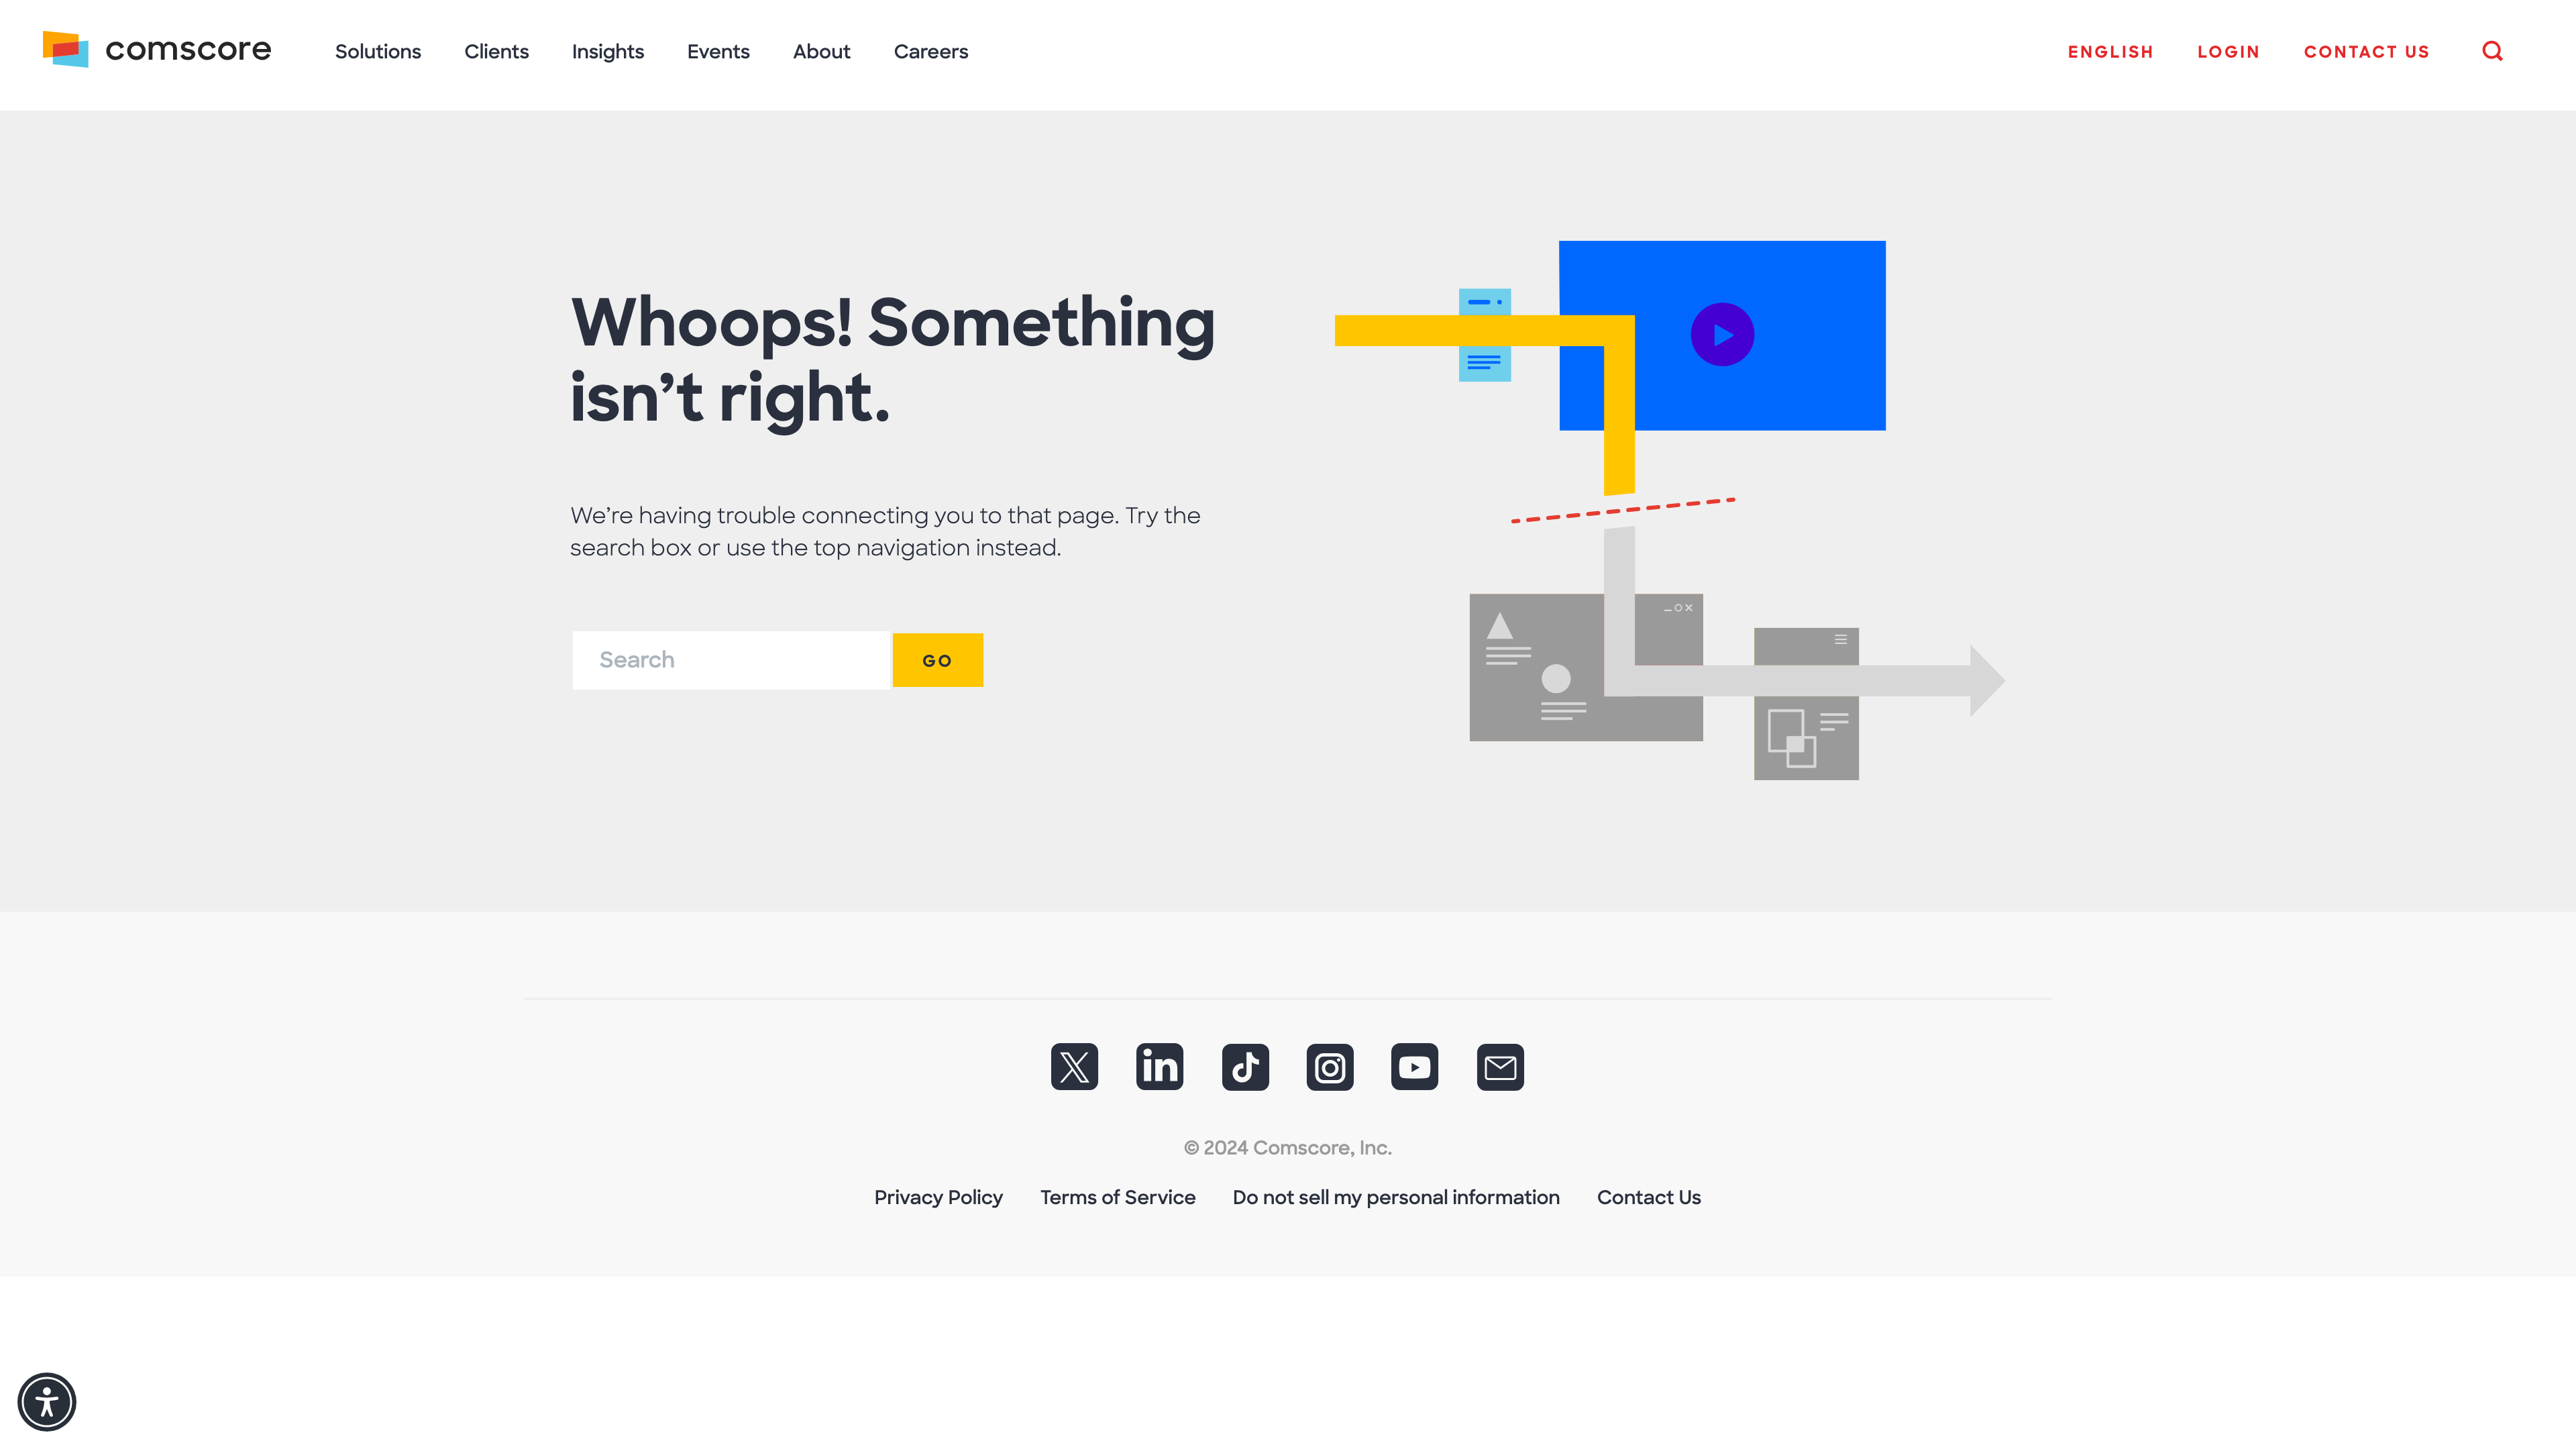 comscore
Solutions Clients Insights Events About Careers
ENGLISH LOGIN CONTACT US
Whoops! Something
isn’t right.
We’re having trouble connecting you to that page. Try the
search box or use the top navigation instead.
Search GO
© 2024 Comscore, Inc.
Privacy Policy Terms of Service Do not sell my personal information Contact Us